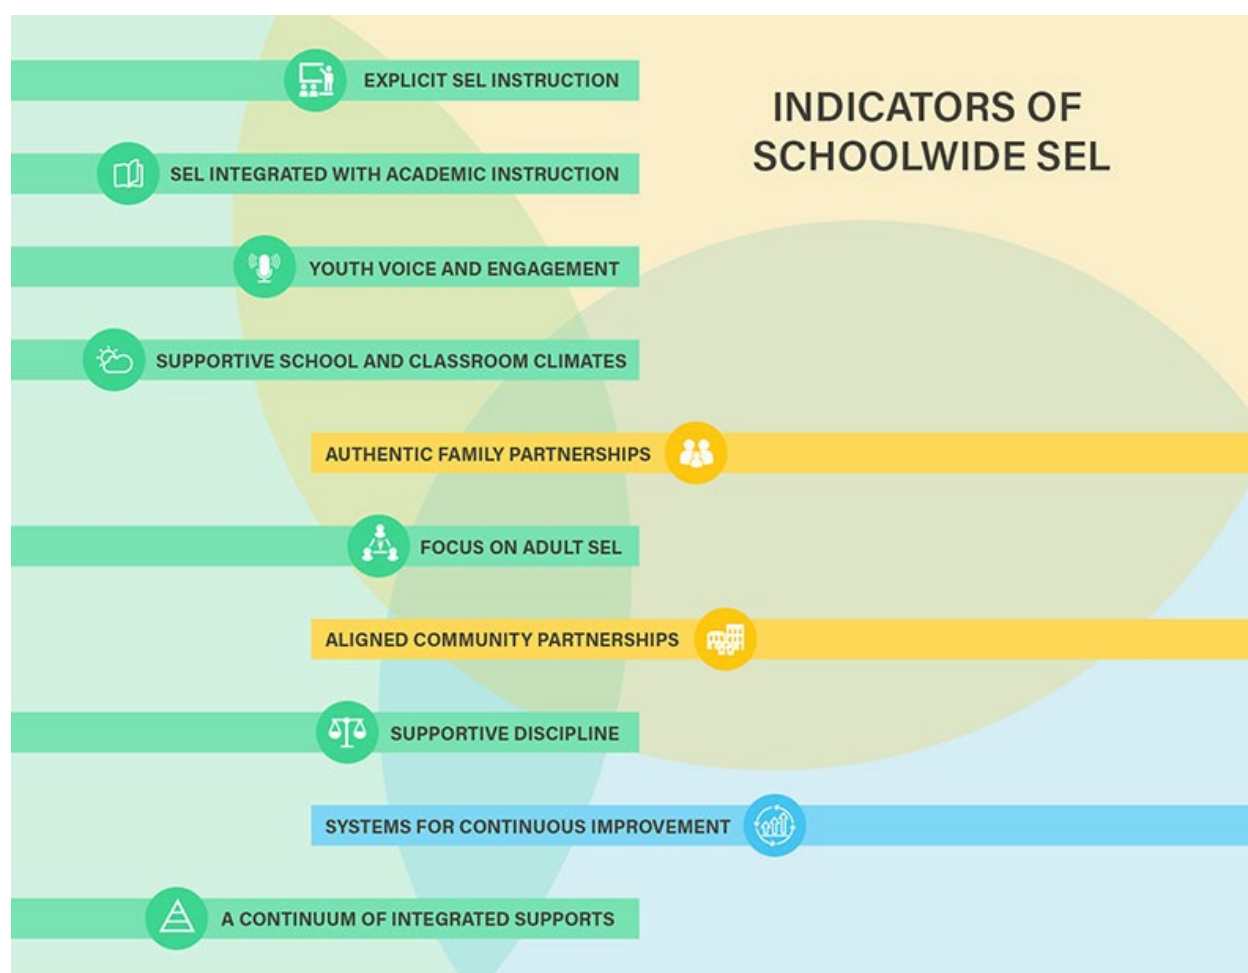 INDICATORS OF
SCHOOLWIDE SEL
EXPLICIT SEL INSTRUCTION
SEL INTEGRATED WITH ACADEMIC INSTRUCTION
YOUTH VOICE AND ENGAGEMENT
SUPPORTIVE SCHOOL AND CLASSROOM CLIMATES
AUTHENTIC FAMILY PARTNERSHIPS
FOCUS ON ADULT SEL
ALIGNED COMMUNITY PARTNERSHIPS
SUPPORTIVE DISCIPLINE
SYSTEMS FOR CONTINUOUS IMPROVEMENT
A CONTINUUM OF INTEGRATED SUPPORTS